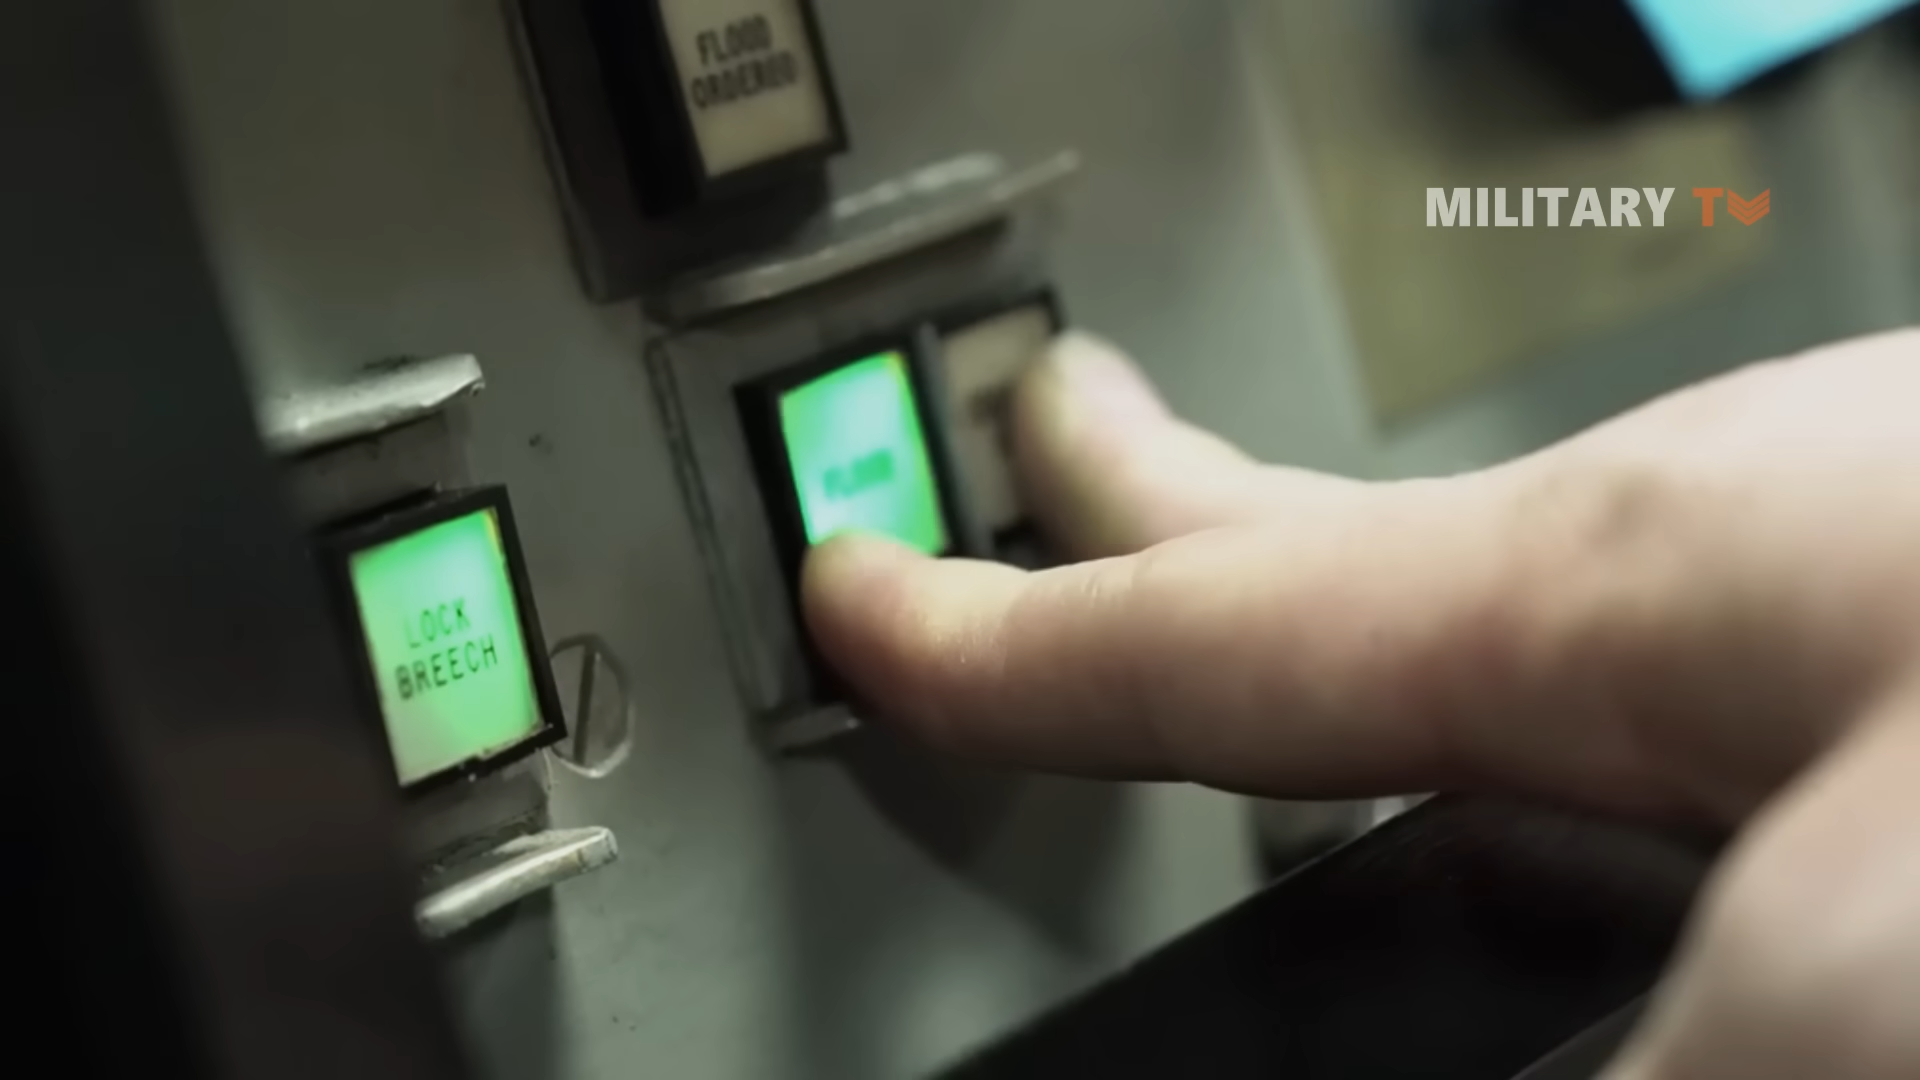 FLOOD
ORDERED
MILITARY TV
FLOOD
LOCK
BREECH